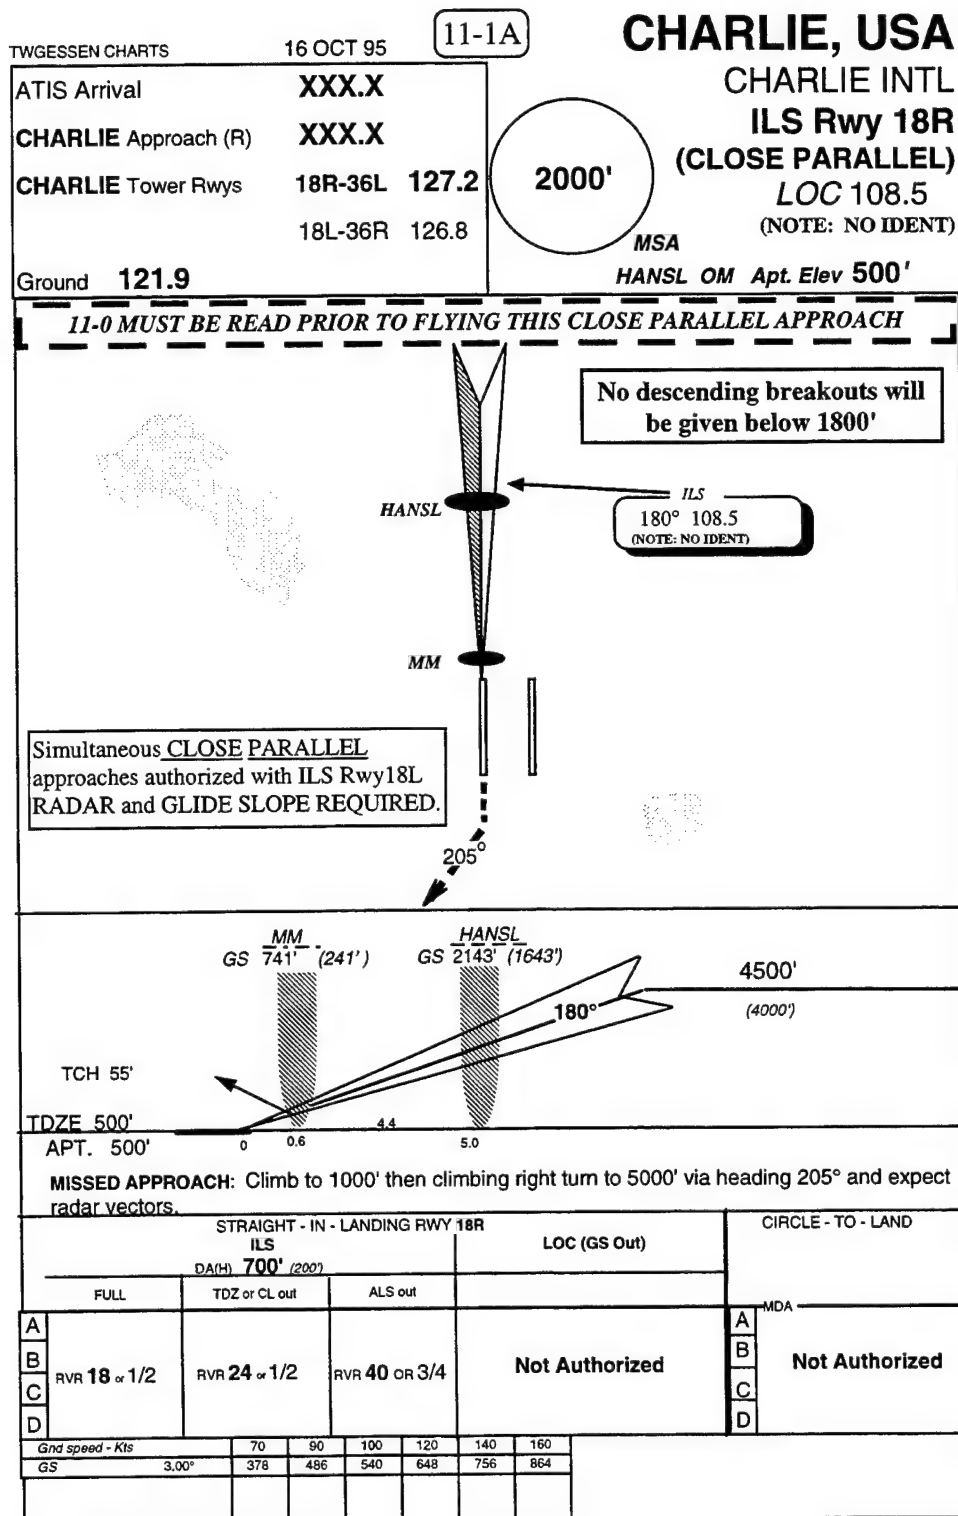 TWGESSEN CHARTS 16 OCT 95 11-1A
CHARLIE, USA
CHARLIE INTL
ILS Rwy 18R
(CLOSE PARALLEL)
LOC 108.5
(NOTE: NO IDENT)
ATIS Arrival XXX.X
CHARLIE Approach (R) XXX.X
CHARLIE Tower Rwys 18R-36L 127.2
18L-36R 126.8
Ground 121.9
2000'
MSA
HANSL OM Apt. Elev 500'
11-0 MUST BE READ PRIOR TO FLYING THIS CLOSE PARALLEL APPROACH
No descending breakouts will
be given below 1800'
HANSL
ILS
180° 108.5
(NOTE: NO IDENT)
MM
Simultaneous CLOSE PARALLEL
approaches authorized with ILS Rwy18L
RADAR and GLIDE SLOPE REQUIRED.
205°
MM
GS 741' (241')
HANSL
GS 2143' (1643')
4500'
(4000')
180°
TCH 55'
TDZE 500'
APT. 500'
0 0.6 4.4 5.0
MISSED APPROACH: Climb to 1000' then climbing right turn to 5000' via heading 205° and expect
radar vectors.
STRAIGHT - IN - LANDING RWY 18R
CIRCLE - TO - LAND
ILS
LOC (GS Out)
DA(H) 700' (200')
FULL TDZ or CL out ALS out
MDA
A
B
C
D
RVR 18 or 1/2 RVR 24 or 1/2 RVR 40 OR 3/4 Not Authorized
A
B
C
D
Not Authorized
Gnd speed - Kts 70 90 100 120 140 160
GS 3.00° 378 486 540 648 756 864